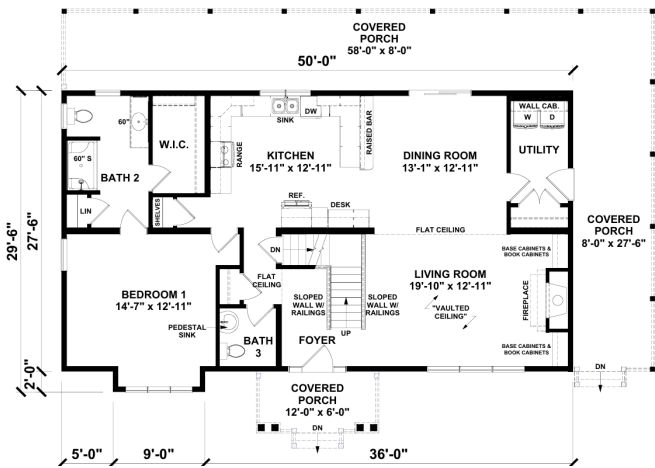 COVERED
PORCH
58'-0" x 8'-0"
50'-0"
29'-6"
27'-6"
2'-0"
60"
60" S
BATH 2
LIN
W.I.C.
SHELVES
SINK
DW
RANGE
KITCHEN
15'-11" x 12'-11"
RAISED BAR
REF.
DESK
DINING ROOM
13'-1" x 12'-11"
WALL CAB.
W
D
UTILITY
COVERED
PORCH
8'-0" x 27'-6"
FLAT CEILING
BASE CABINETS &
BOOK CABINETS
DN
FLAT
CEILING
BEDROOM 1
14'-7" x 12'-11"
LIVING ROOM
19'-10" x 12'-11"
"VAULTED
CEILING"
FIREPLACE
SLOPED
WALL W/
RAILINGS
SLOPED
WALL W/
RAILINGS
UP
PEDESTAL
SINK
BATH
3
FOYER
BASE CABINETS &
BOOK CABINETS
DN
COVERED
PORCH
12'-0" x 6'-0"
DN
5'-0"
9'-0"
36'-0"